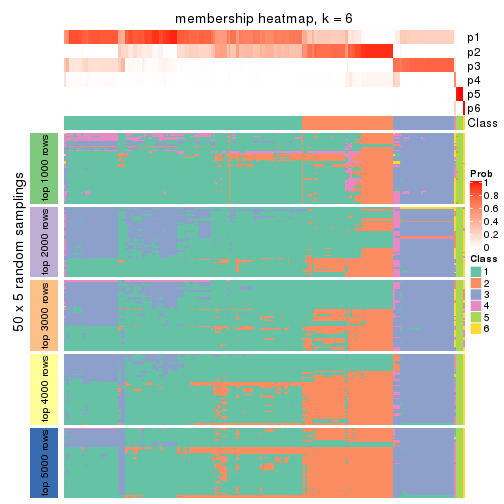 membership heatmap, k = 6
p1
p2
p3
p4
p5
p6
Class
50 x 5 random samplings
top 1000 rows
top 2000 rows
top 3000 rows
top 4000 rows
top 5000 rows
Prob
1
0.8
0.6
0.4
0.2
0
Class
1
2
3
4
5
6